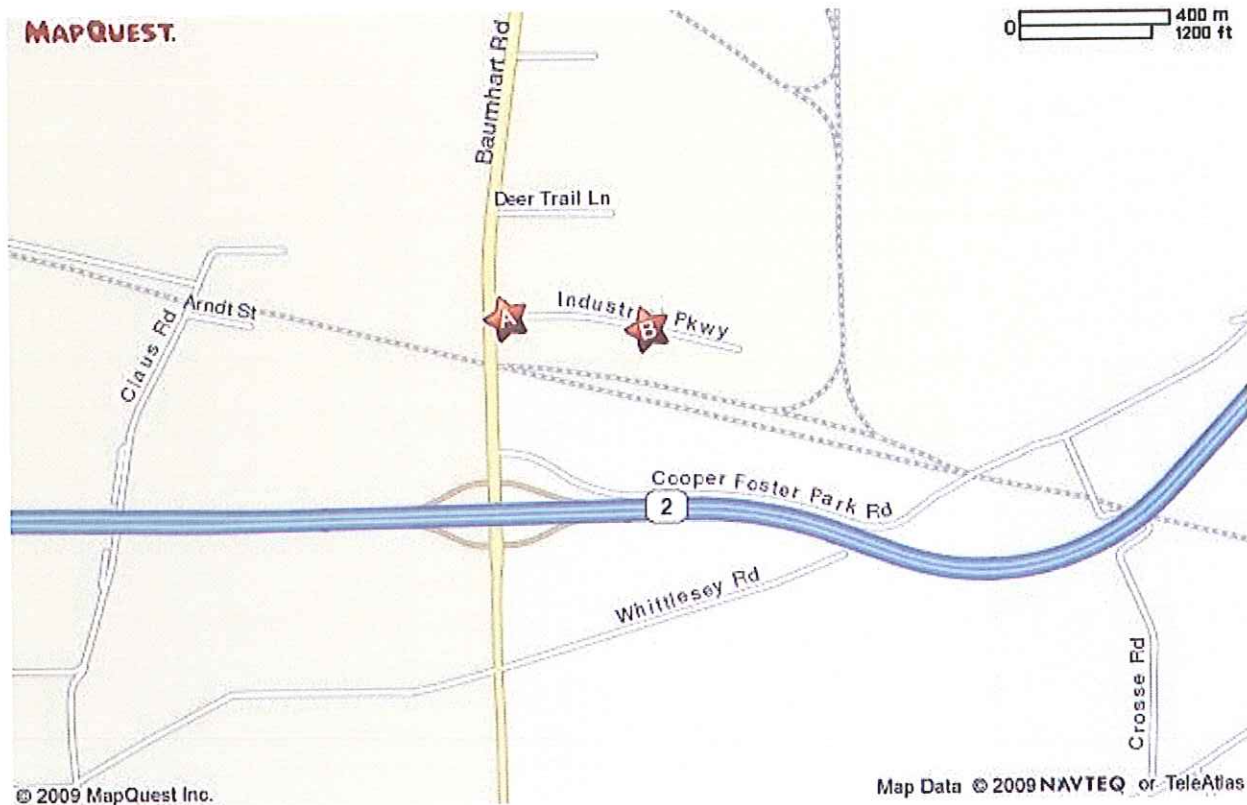 MAPQUEST.
0
400 m
1200 ft
Baumhart Rd
Deer Trail Ln
Arndt St
Claus Rd
A
Industr
B
Pkwy
Cooper Foster Park Rd
2
Whittlesey Rd
Crosse Rd
© 2009 MapQuest Inc.
Map Data © 2009 NAVTEQ or TeleAtlas